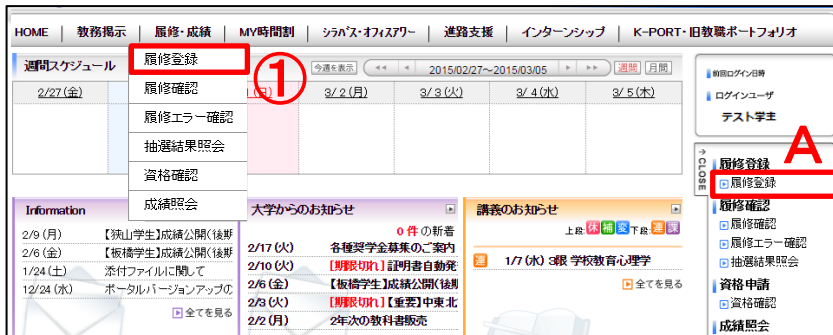 HOME 教務掲示 履修・成績 MY時間割 シラバス・オフィスアワー 進路支援 インターンシップ K-PORT・旧教職ポートフォリオ
週間スケジュール
今週を表示 2015/02/27～2015/03/05 週間 月間
2/27(金) (日) 3/2(月) 3/3(火) 3/4(水) 3/5(木)
履修登録
履修確認
履修エラー確認
抽選結果照会
資格確認
成績照会
①
前回ログイン日時
ログインユーザ
テスト学生
A
CLOSE
履修登録
履修登録
履修確認
履修確認
履修エラー確認
抽選結果照会
資格申請
資格確認
成績照会
Information
2/9(月) 【狭山学生】成績公開(後期
2/6(金) 【板橋学生】成績公開(後期
1/24(土) 添付ファイルに関して
12/24(水) ポータルバージョンアップの
全てを見る
大学からのお知らせ
0 件の新着
2/17(火) 各種奨学金募集のご案内
2/10(火) [期限切れ]証明書自動発
2/6(金) 【板橋学生】成績公開(後期
2/3(火) [期限切れ]【重要】中東北
2/2(月) 2年次の教科書販売
講義のお知らせ
上段:休 補 変 下段:連 課
連 1/7(水) 3限 学校教育心理学
全てを見る